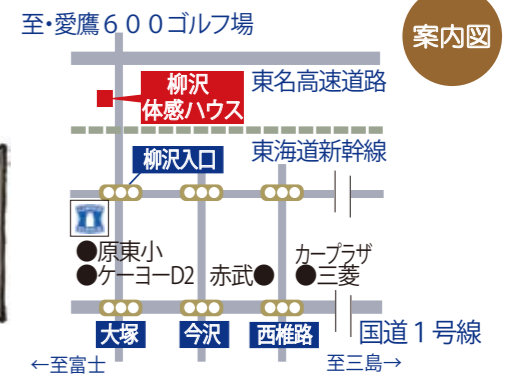 至・愛鷹６００ゴルフ場
案内図
柳沢
体感ハウス
東名高速道路
東海道新幹線
柳沢入口
●原東小
●ケーヨーD2
赤武●
カープラザ
●三菱
大塚
今沢
西椎路
国道１号線
←至富士
至三島→